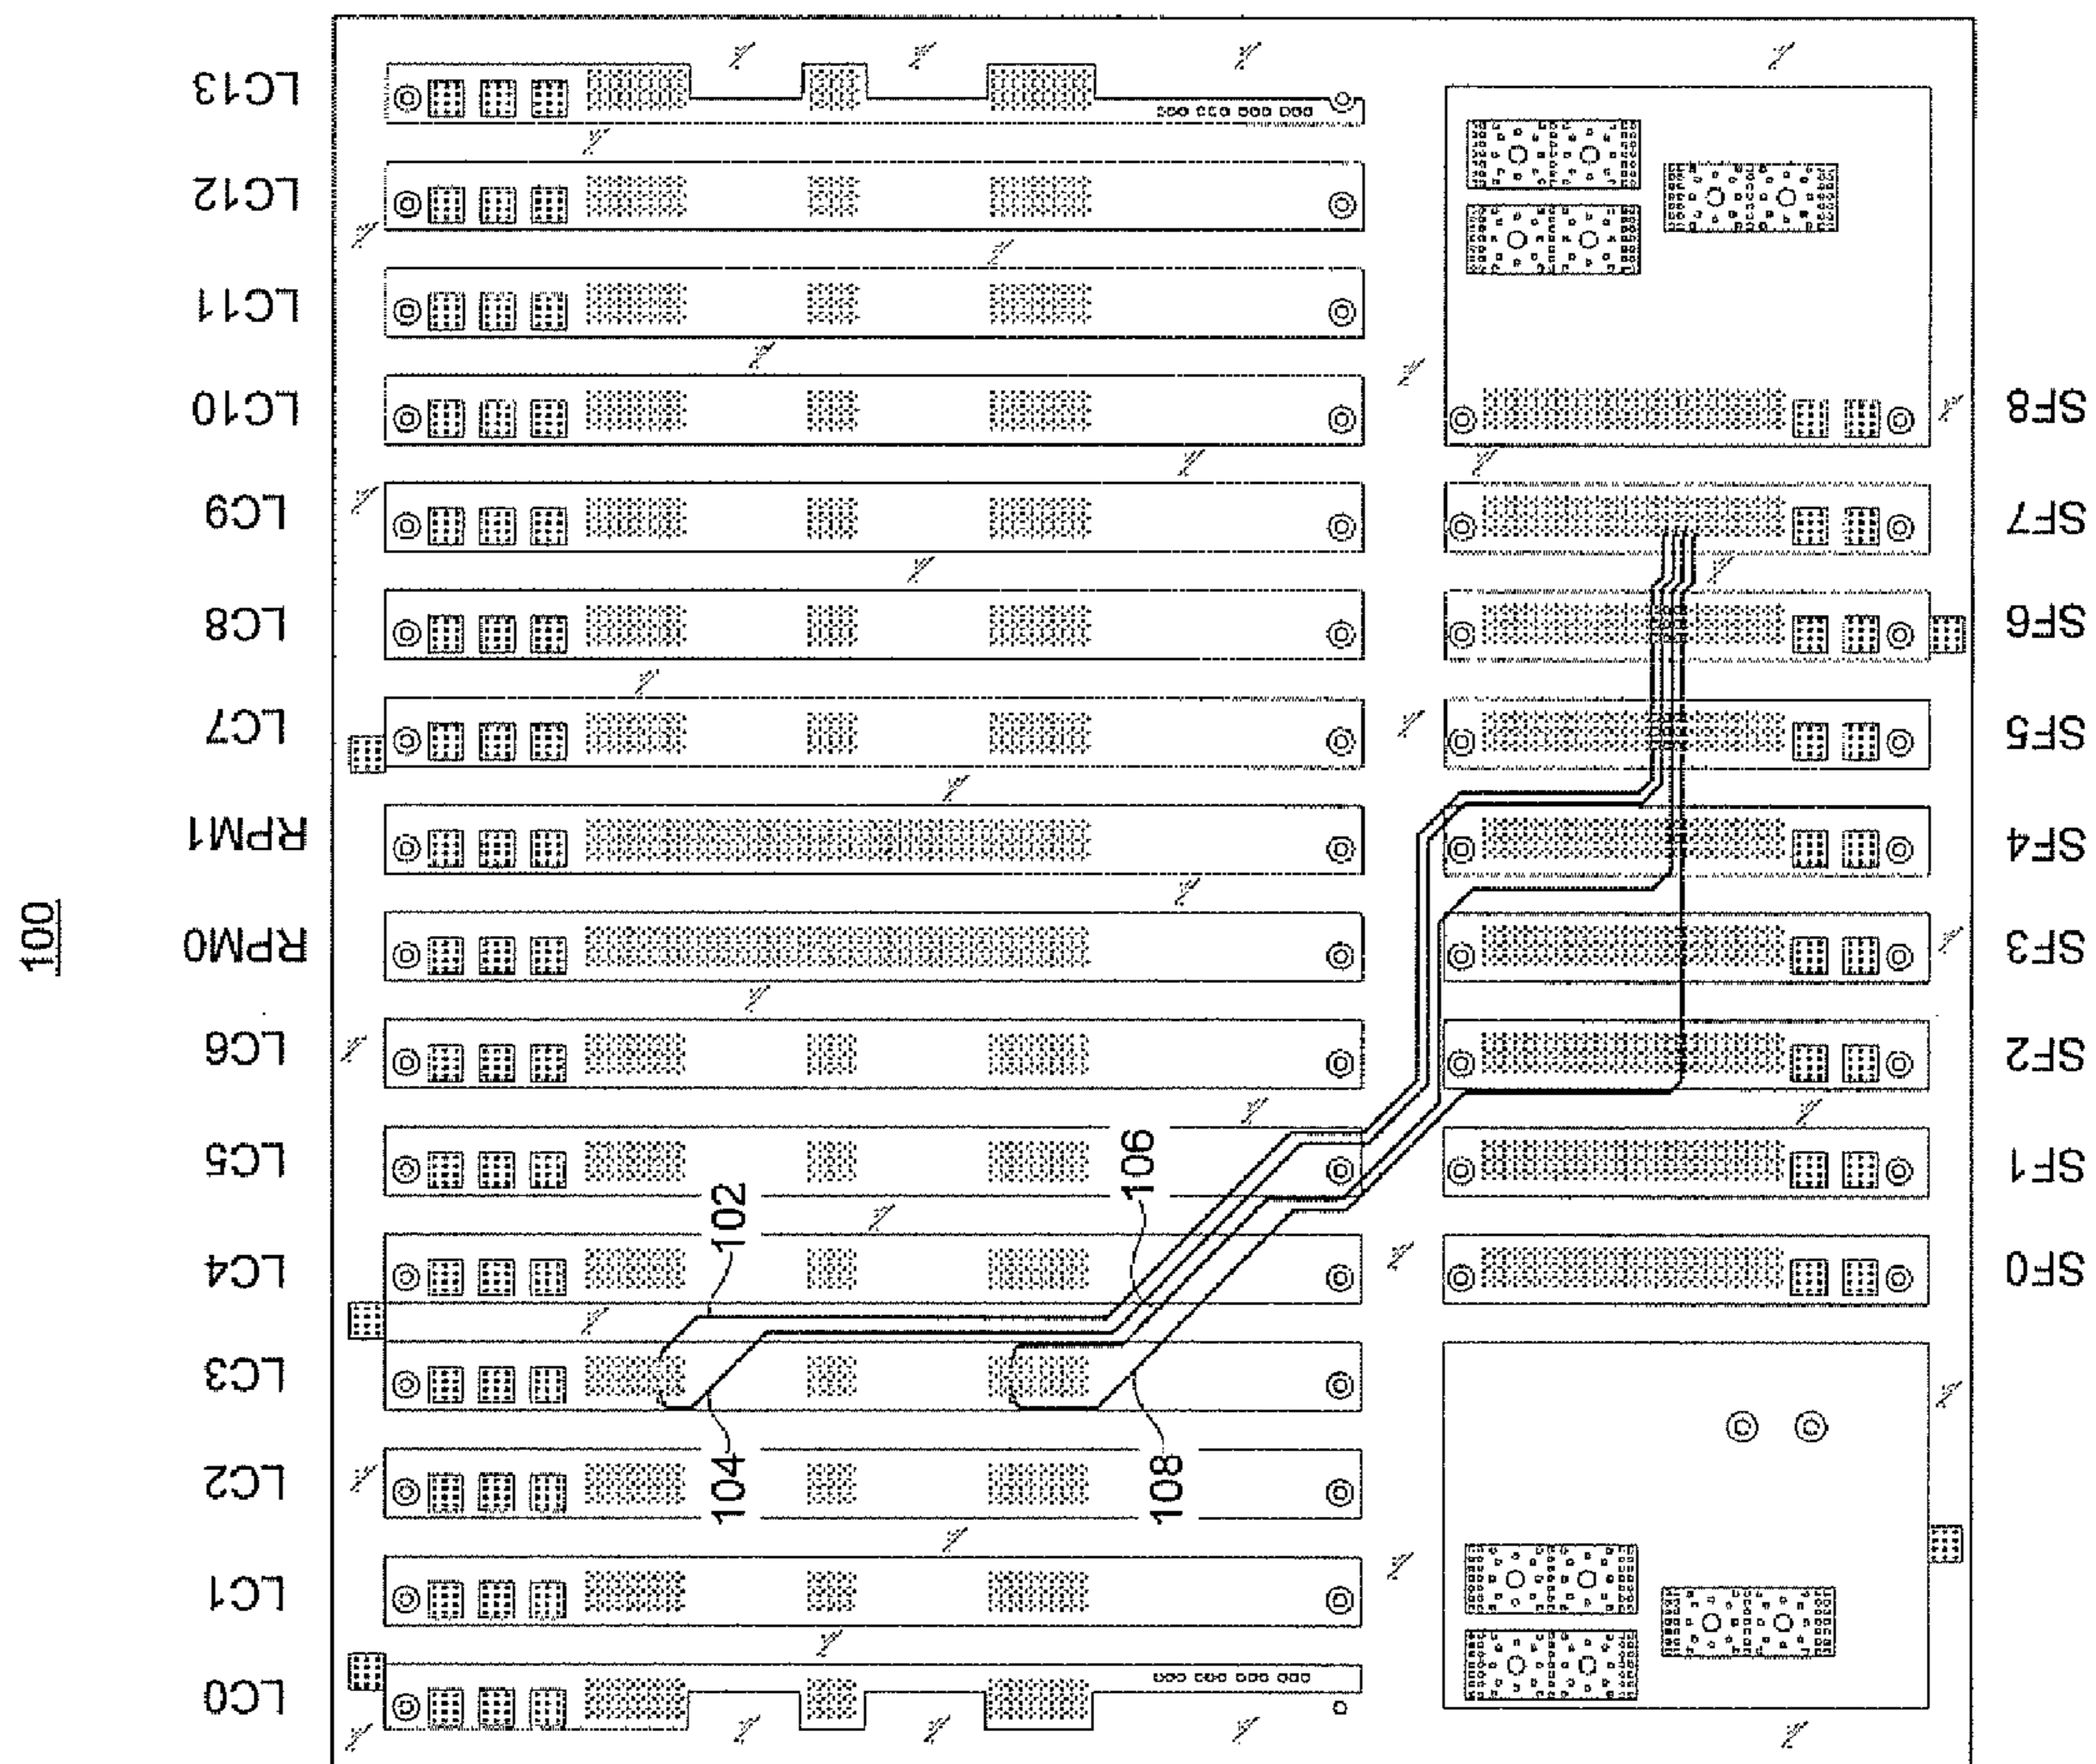 100
LC13
LC12
LC11
LC10
LC9
LC8
LC7
RPM1
RPM0
LC6
LC5
LC4
LC3
LC2
LC1
LC0
SF8
SF7
SF6
SF5
SF4
SF3
SF2
SF1
SF0
102
104
106
108